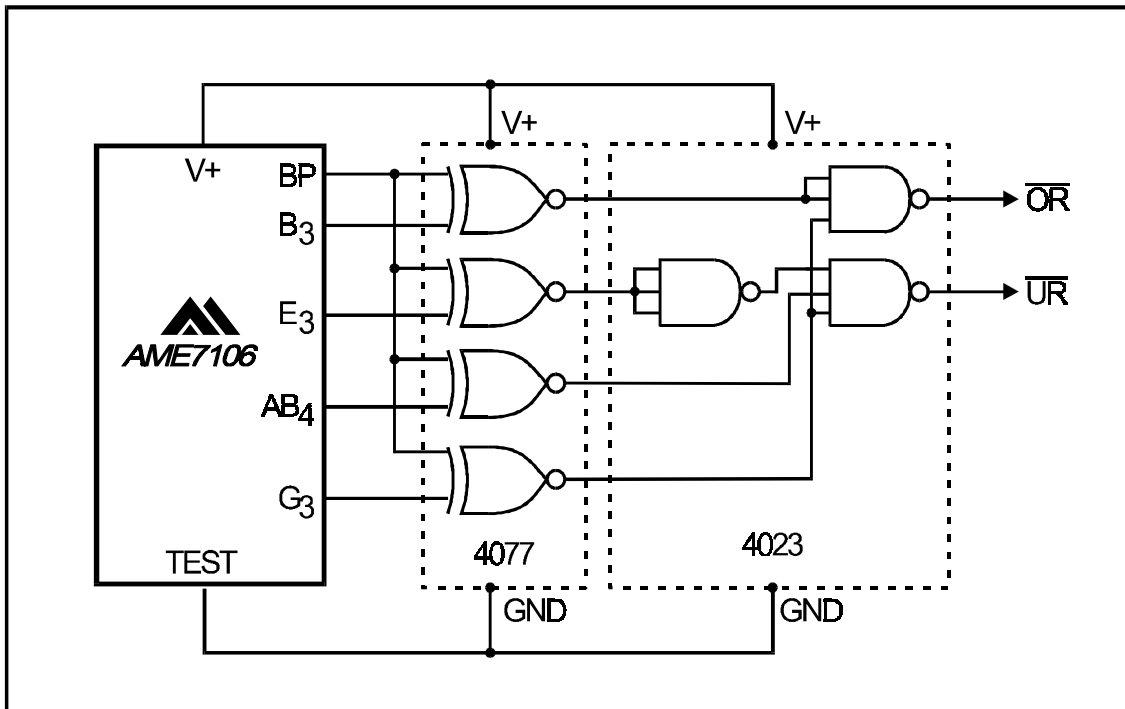 V+
V+
V+
BP
B3
E3
AME7106
AB4
G3
TEST
4077
4023
GND
GND
OR
UR